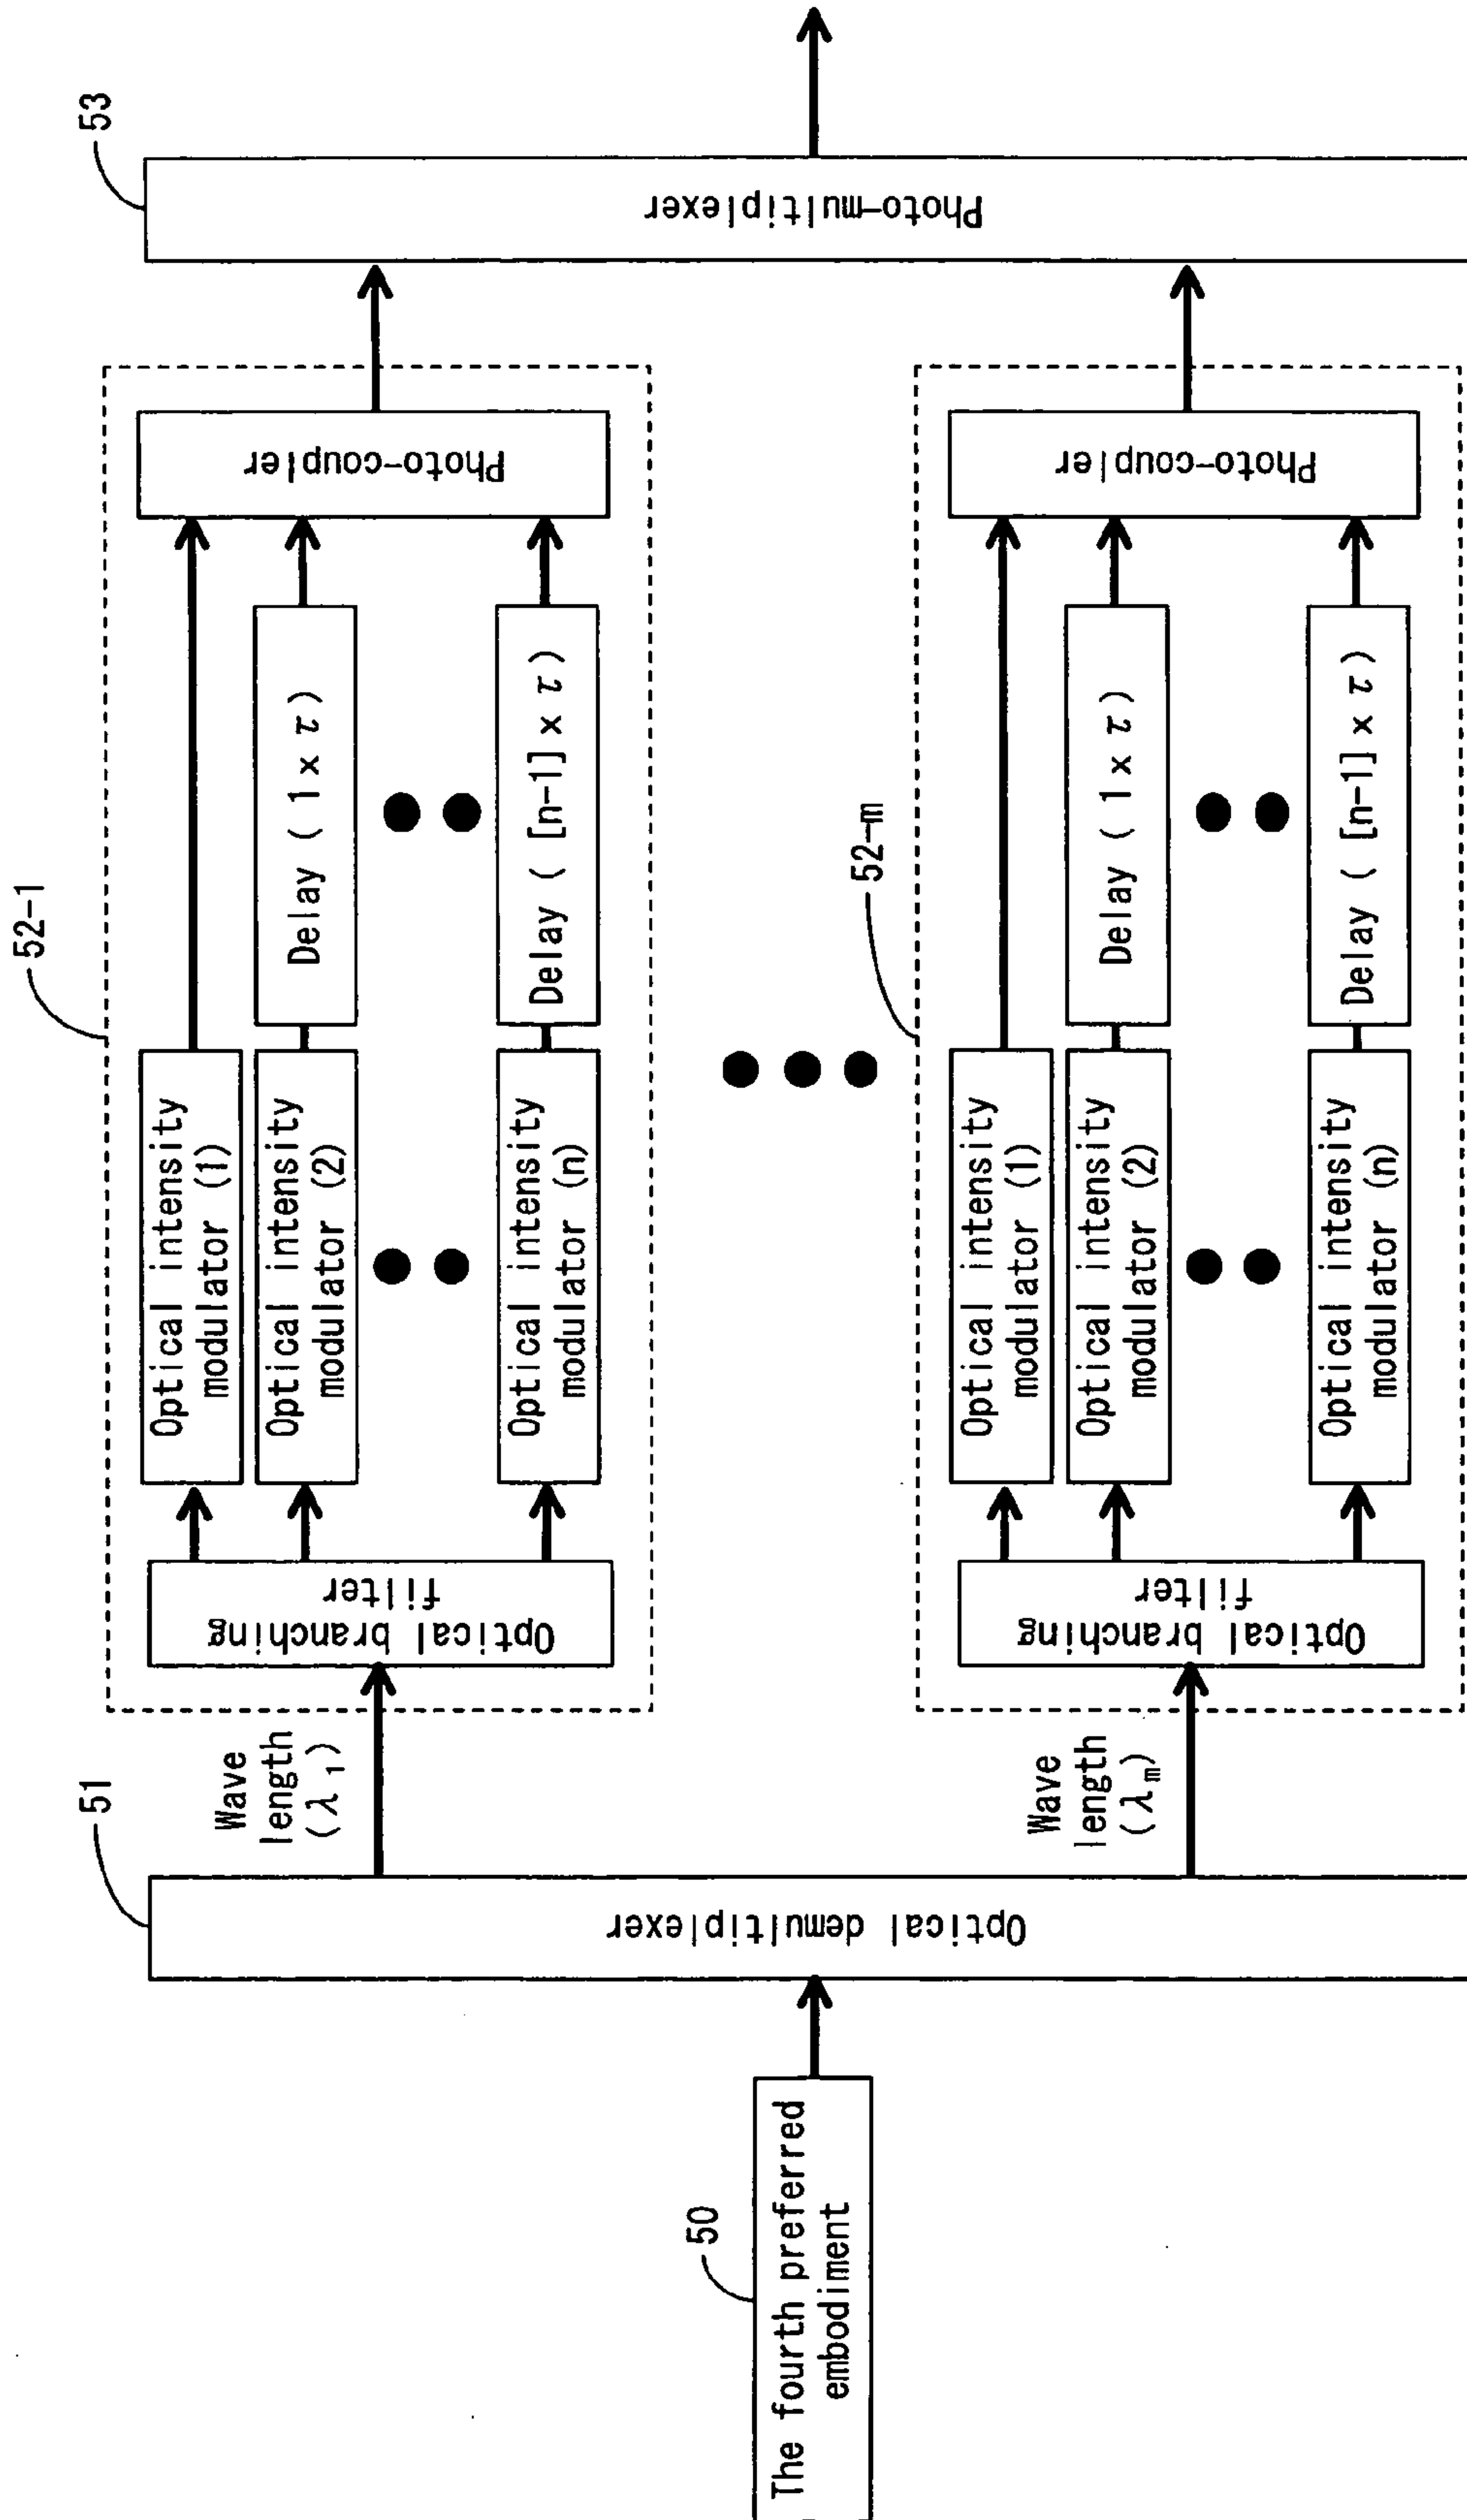 50
The fourth preferred
embodiment
51
Optical demultiplexer
Wave
length
(λ1)
52-1
Optical branching
filter
Optical intensity
modulator (1)
Optical intensity
modulator (2)
Delay ( 1 x τ )
Optical intensity
modulator (n)
Delay ( [n-1] x τ )
Photo-coupler
Wave
length
(λm)
52-m
Optical branching
filter
Optical intensity
modulator (1)
Optical intensity
modulator (2)
Delay ( 1 x τ )
Optical intensity
modulator (n)
Delay ( [n-1] x τ )
Photo-coupler
53
Photo-multiplexer